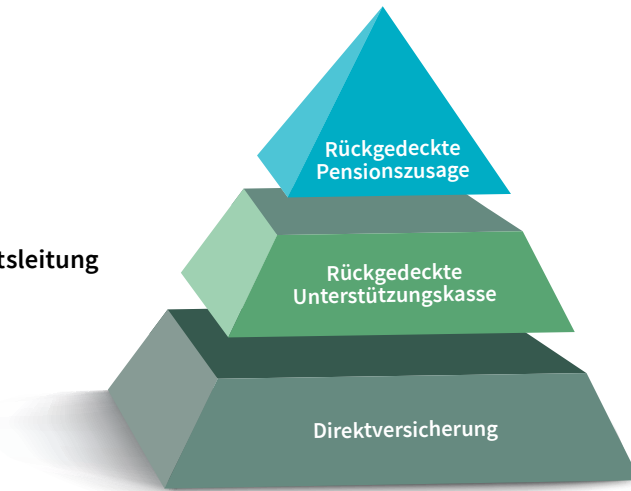 Rückgedeckte
Pensionszusage
tsleitung
Rückgedeckte
Unterstützungskasse
Direktversicherung